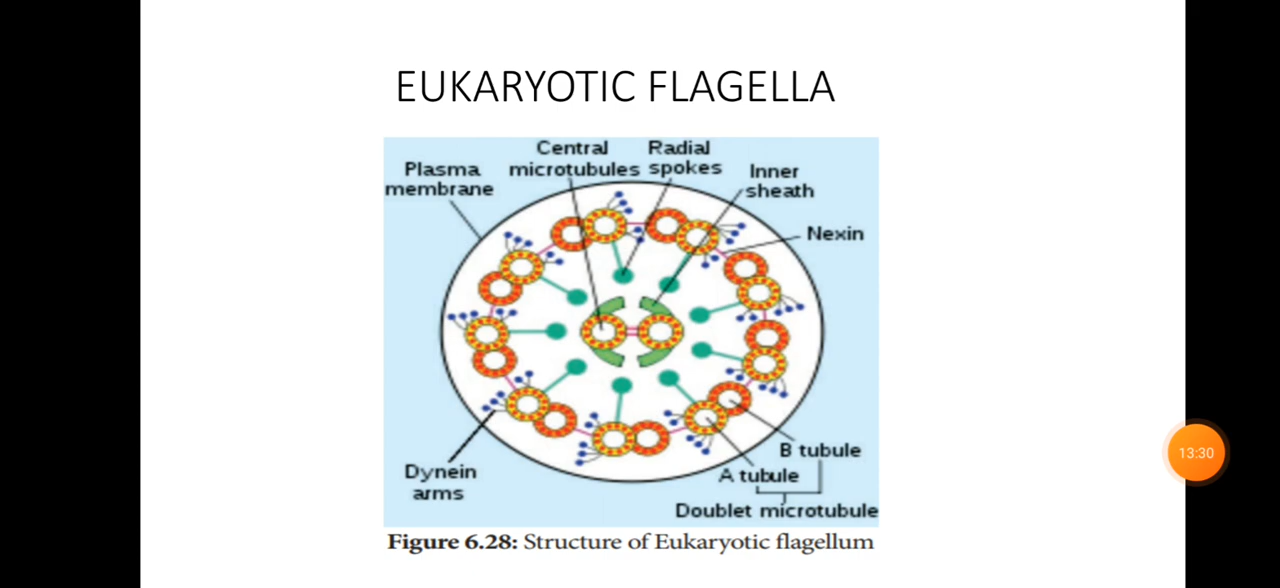 EUKARYOTIC FLAGELLA
Central
microtubules
Radial
spokes
Plasma
membrane
Inner
sheath
Nexin
13:30
B tubule
A tubule
Dynein
arms
Doublet microtubule
Figure 6.28: Structure of Eukaryotic flagellum